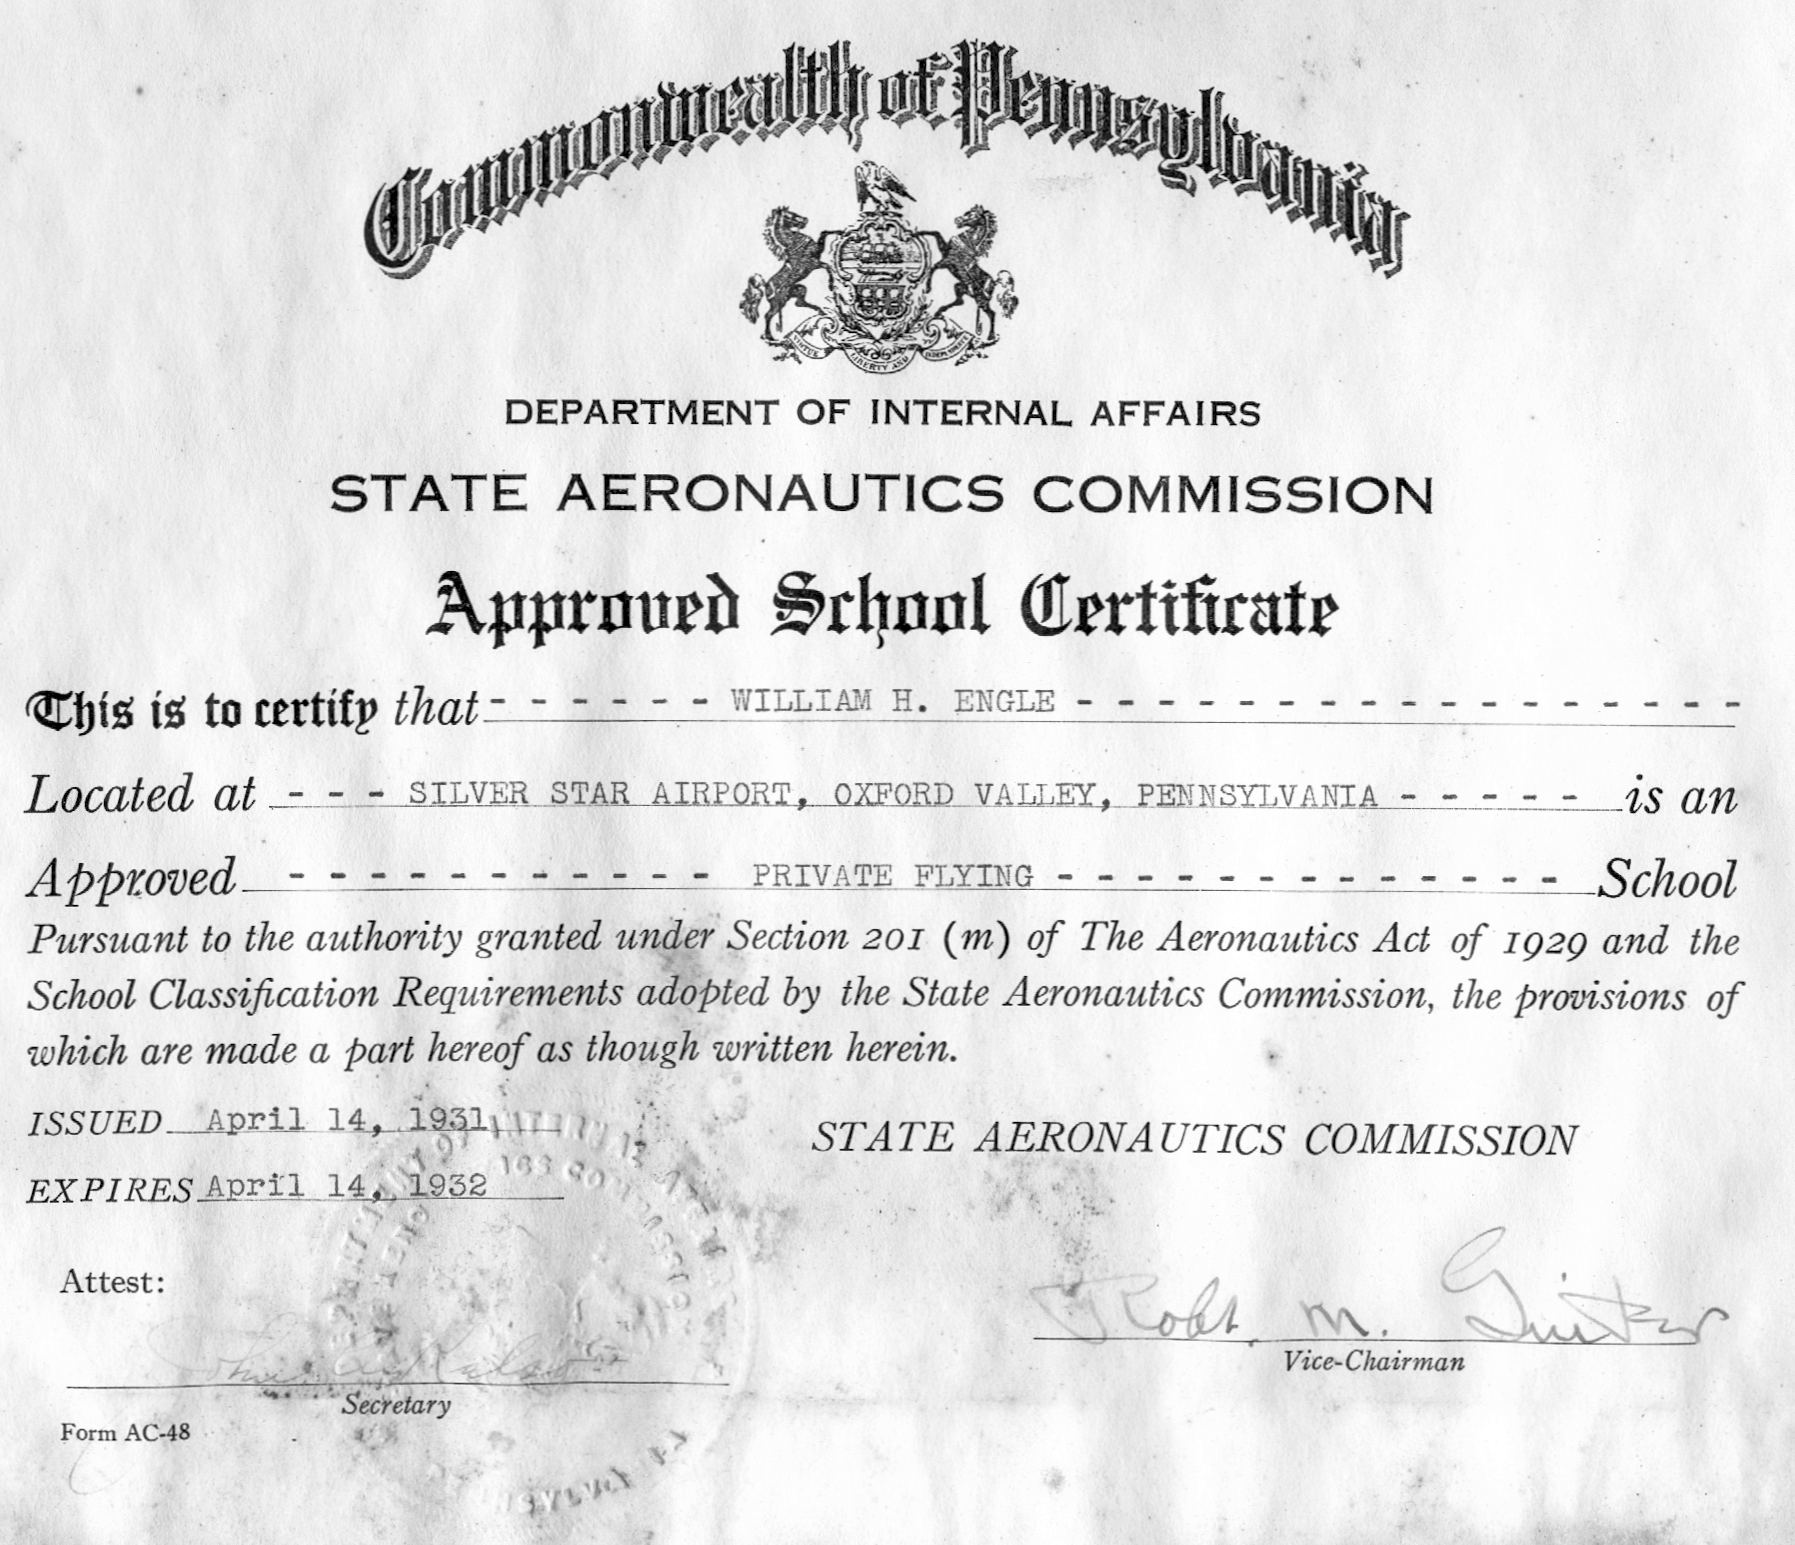 Commonwealth of Pennsylvania
VIRTUE LIBERTY AND INDEPENDENCE
DEPARTMENT OF INTERNAL AFFAIRS
STATE AERONAUTICS COMMISSION
Approved School Certificate
This is to certify that - - - - - - WILLIAM H. ENGLE - - - - - - - - - - - - - - - - -
Located at - - - SILVER STAR AIRPORT, OXFORD VALLEY, PENNSYLVANIA - - - - - is an
Approved - - - - - - - - - - - PRIVATE FLYING - - - - - - - - - - - - - School
Pursuant to the authority granted under Section 201 (m) of The Aeronautics Act of 1929 and the
School Classification Requirements adopted by the State Aeronautics Commission, the provisions of
which are made a part hereof as though written herein.
ISSUED April 14, 1931
EXPIRES April 14, 1932
STATE AERONAUTICS COMMISSION
Attest:
Robt. M.
Vice-Chairman
Secretary
Form AC-48